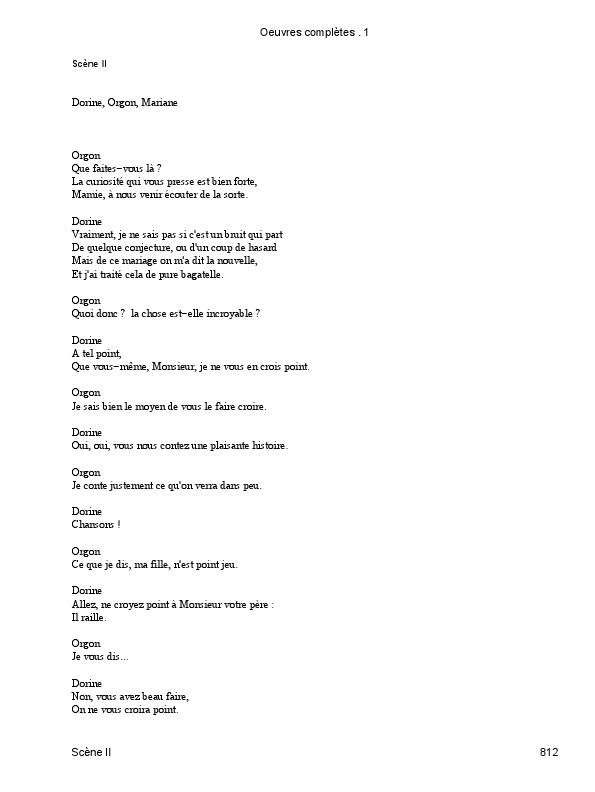 Oeuvres complètes . 1
Scène II
Dorine, Orgon, Mariane
Orgon
Que faites−vous là ?
La curiosité qui vous presse est bien forte,
Mamie, à nous venir écouter de la sorte.
Dorine
Vraiment, je ne sais pas si c'est un bruit qui part
De quelque conjecture, ou d'un coup de hasard
Mais de ce mariage on m'a dit la nouvelle,
Et j'ai traité cela de pure bagatelle.
Orgon
Quoi donc ?  la chose est−elle incroyable ?
Dorine
A tel point,
Que vous−même, Monsieur, je ne vous en crois point.
Orgon
Je sais bien le moyen de vous le faire croire.
Dorine
Oui, oui, vous nous contez une plaisante histoire.
Orgon
Je conte justement ce qu'on verra dans peu.
Dorine
Chansons !
Orgon
Ce que je dis, ma fille, n'est point jeu.
Dorine
Allez, ne croyez point à Monsieur votre père :
Il raille.
Orgon
Je vous dis...
Dorine
Non, vous avez beau faire,
On ne vous croira point.
Scène II 812